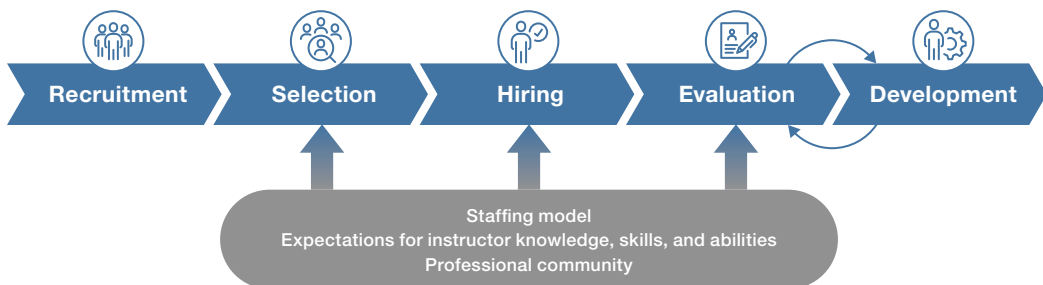 Recruitment
Selection
Hiring
Evaluation
Development
Staffing model
Expectations for instructor knowledge, skills, and abilities
Professional community